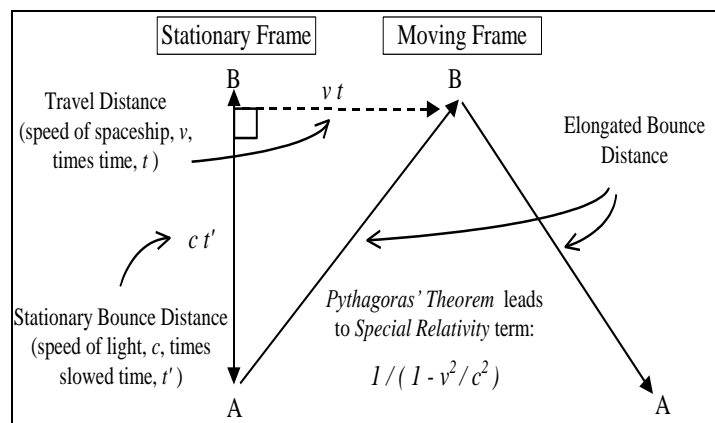 Stationary Frame
Moving Frame
B
B
v t
Travel Distance
(speed of spaceship, v,
times time, t )
Elongated Bounce
Distance
c t'
Stationary Bounce Distance
(speed of light, c, times
slowed time, t' )
Pythagoras' Theorem leads
to Special Relativity term:
1 / ( 1 - v² / c² )
A
A